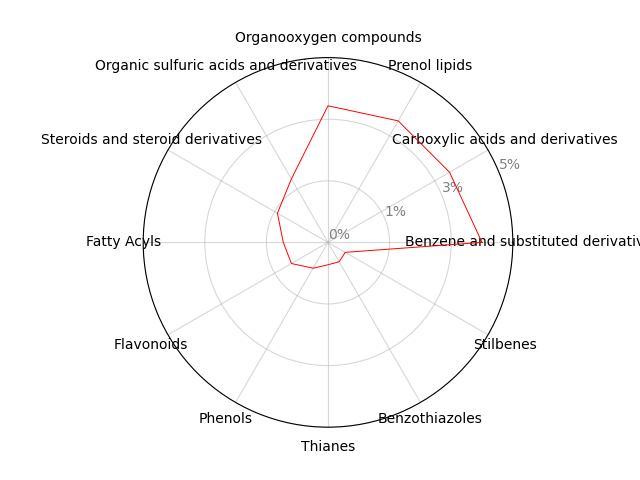 Organooxygen compounds
Organic sulfuric acids and derivatives
Prenol lipids
Steroids and steroid derivatives
Carboxylic acids and derivatives
5%
3%
1%
0%
Fatty Acyls
Benzene and substituted derivativ
Flavonoids
Stilbenes
Phenols
Benzothiazoles
Thianes